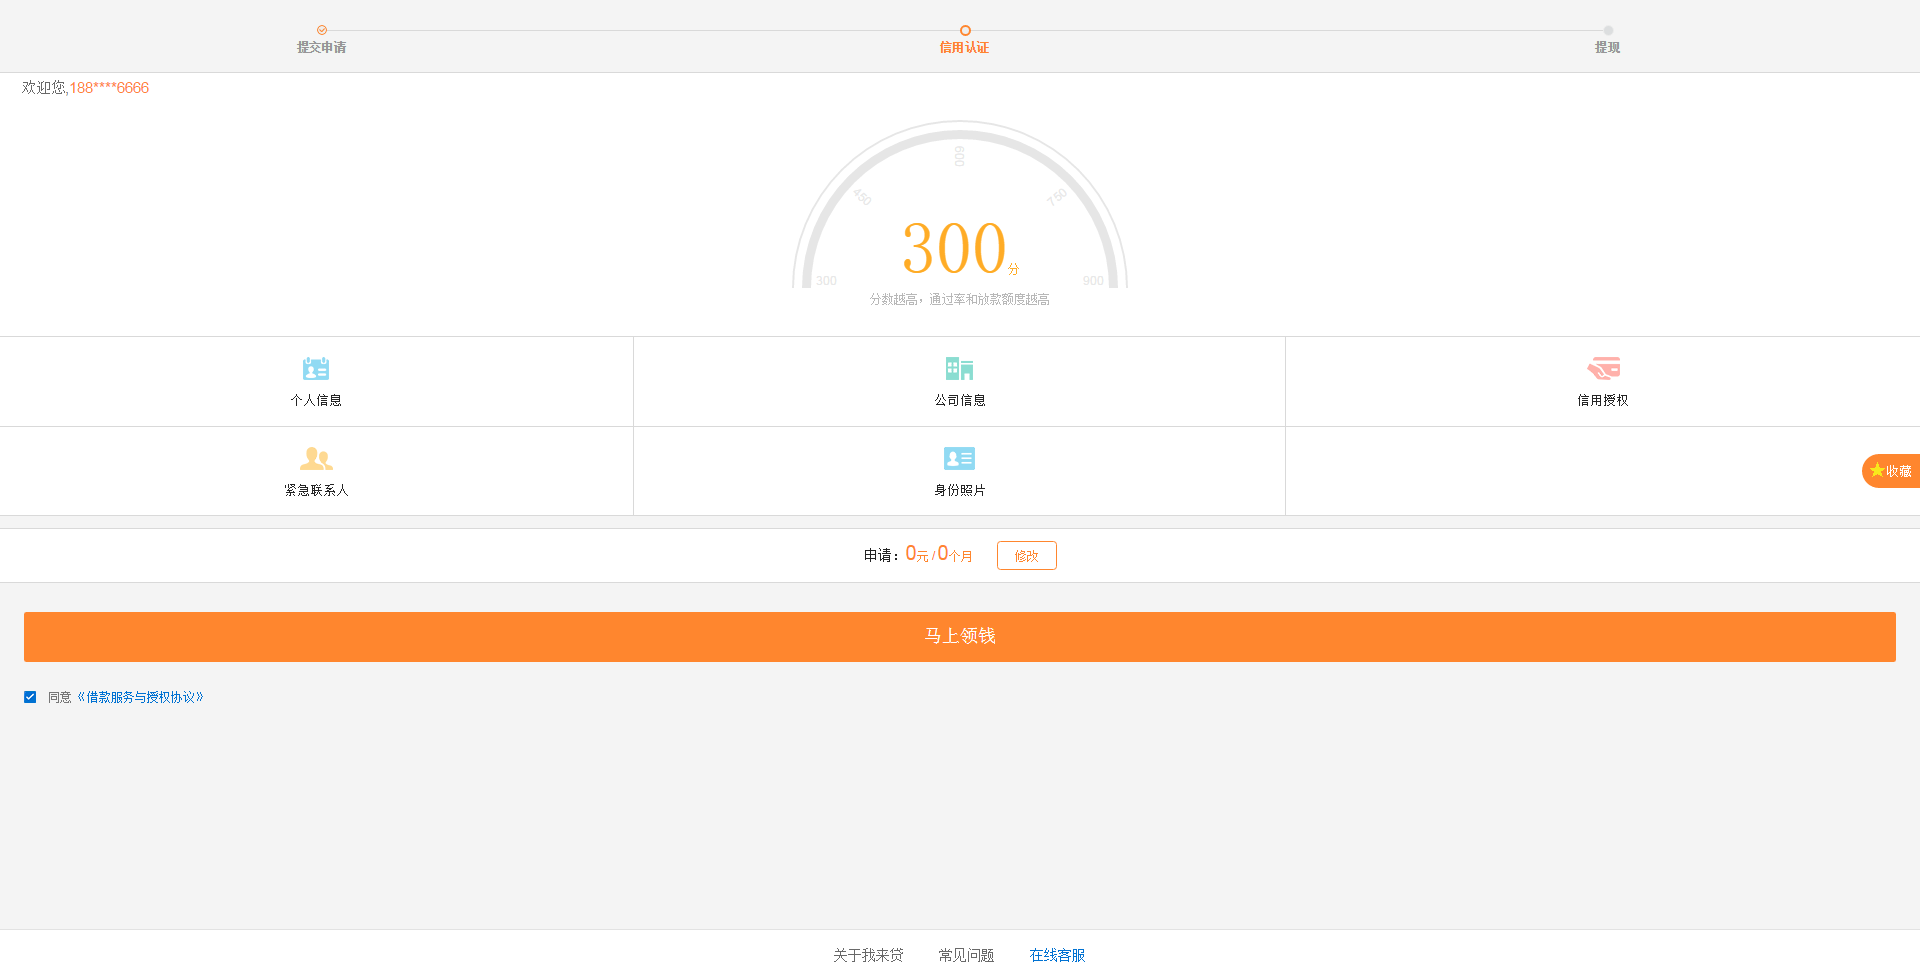 提交申请
信用认证
提现
欢迎您,188****6666
600
450
750
300分
300
900
分数越高，通过率和放款额度越高
个人信息
公司信息
信用授权
紧急联系人
身份照片
收藏
申请：0元 / 0个月
修改
马上领钱
同意《借款服务与授权协议》
关于我来贷
常见问题
在线客服